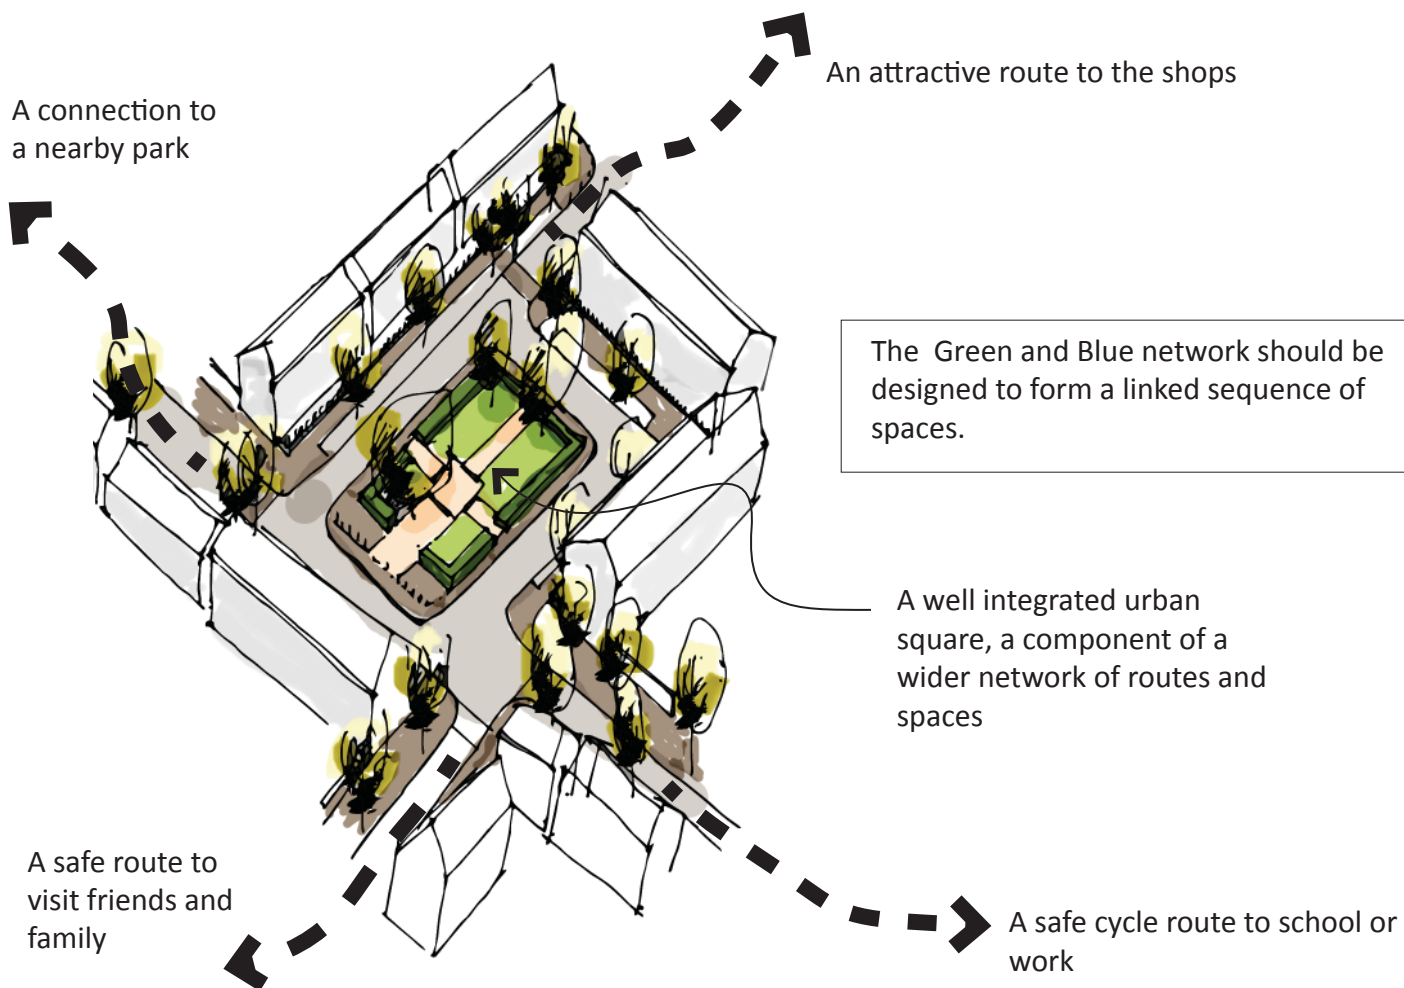 An attractive route to the shops
A connection to
a nearby park
The Green and Blue network should be
designed to form a linked sequence of
spaces.
A well integrated urban
square, a component of a
wider network of routes and
spaces
A safe route to
visit friends and
family
A safe cycle route to school or
work